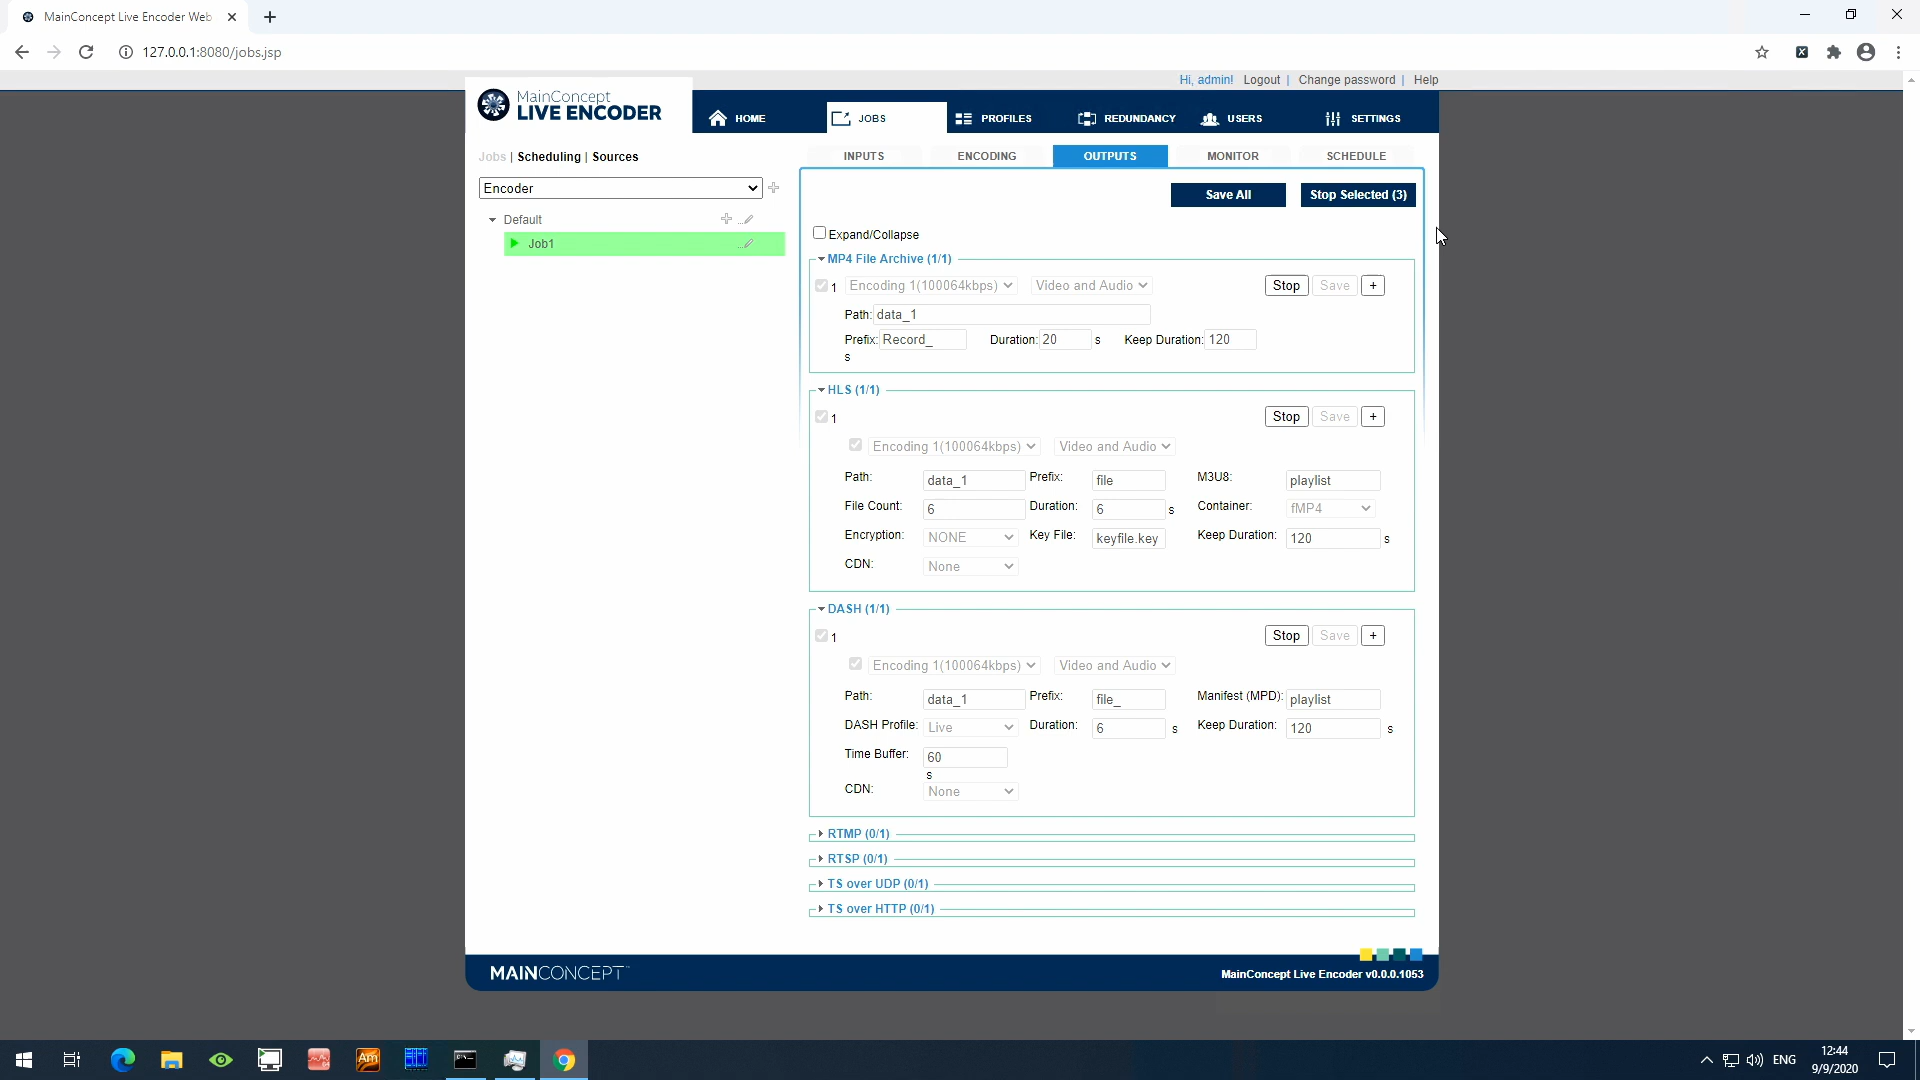 MainConcept Live Encoder Web
127.0.0.1:8080/jobs.jsp
Hi, admin! Logout | Change password | Help
MainConcept
LIVE ENCODER
HOME JOBS PROFILES REDUNDANCY USERS SETTINGS
Jobs | Scheduling | Sources
INPUTS ENCODING OUTPUTS MONITOR SCHEDULE
Encoder
Save All Stop Selected (3)
Default
Job1
Expand/Collapse
MP4 File Archive (1/1)
1 Encoding 1(100064kbps) Video and Audio Stop Save +
Path: data_1
Prefix: Record_ Duration: 20 s Keep Duration: 120
s
HLS (1/1)
1 Stop Save +
Encoding 1(100064kbps) Video and Audio
Path: data_1 Prefix: file M3U8: playlist
File Count: 6 Duration: 6 s Container: fMP4
Encryption: NONE Key File: keyfile.key Keep Duration: 120 s
CDN: None
DASH (1/1)
1 Stop Save +
Encoding 1(100064kbps) Video and Audio
Path: data_1 Prefix: file_ Manifest (MPD): playlist
DASH Profile: Live Duration: 6 s Keep Duration: 120 s
Time Buffer: 60
s
CDN: None
RTMP (0/1)
RTSP (0/1)
TS over UDP (0/1)
TS over HTTP (0/1)
MAINCONCEPT
MainConcept Live Encoder v0.0.0.1053
Am
ENG
12:44
9/9/2020